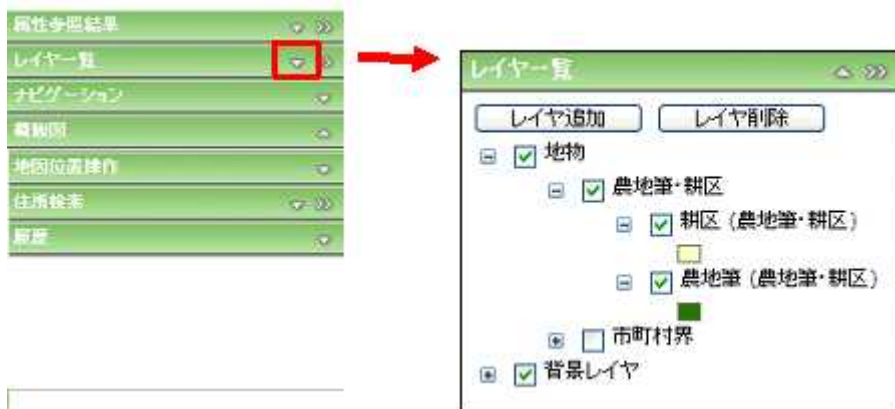 属性参照結果
レイヤ一覧
ナビゲーション
概観図
地図位置操作
住所検索
履歴
レイヤ一覧
レイヤ追加 レイヤ削除
地物
農地筆・耕区
耕区（農地筆・耕区）
農地筆（農地筆・耕区）
市町村界
背景レイヤ